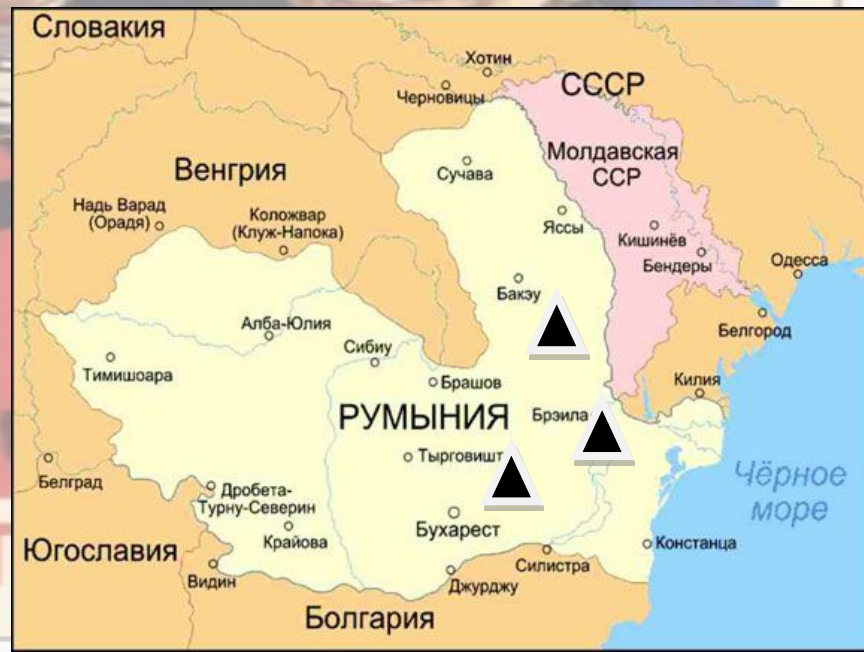 Словакия
Хотин
СССР
Черновицы
Молдавская
ССР
Венгрия
Сучава
Надь Варад
(Орадя)
Коложвар
(Клуж-Напока)
Яссы
Кишинёв
Бендеры
Одесса
Бакэу
Белгород
Алба-Юлия
Сибиу
Тимишоара
Брашов
Килия
РУМЫНИЯ
Брэила
Тырговишт
Белград
Чёрное
море
Дробета-
Турну-Северин
Крайова
Бухарест
Констанца
Югославия
Видин
Силистра
Джурджу
Болгария